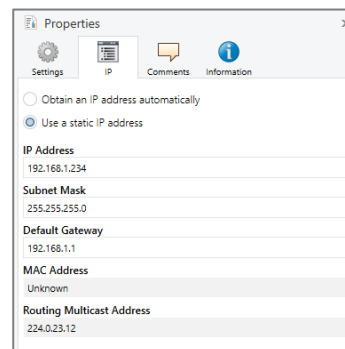 Properties
Settings IP Comments Information
Obtain an IP address automatically
Use a static IP address
IP Address
192.168.1.234
Subnet Mask
255.255.255.0
Default Gateway
192.168.1.1
MAC Address
Unknown
Routing Multicast Address
224.0.23.12